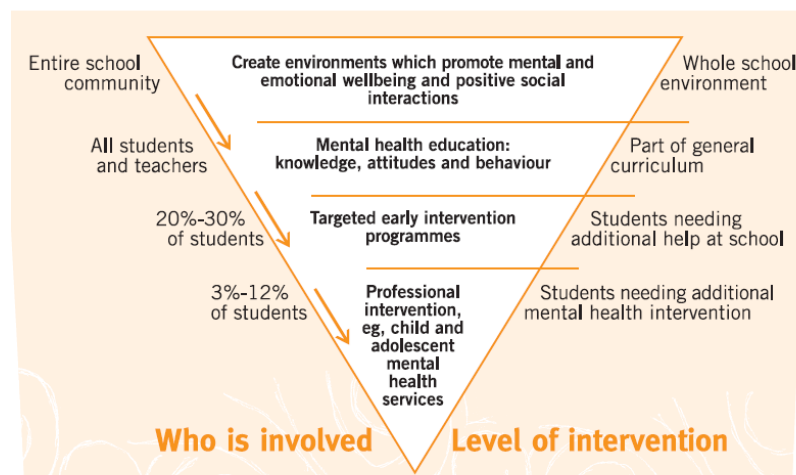 Entire school
community
Create environments which promote mental and
emotional wellbeing and positive social
interactions
Whole school
environment
All students
and teachers
Mental health education:
knowledge, attitudes and behaviour
Part of general
curriculum
20%-30%
of students
Targeted early intervention
programmes
Students needing
additional help at school
3%-12%
of students
Professional
intervention,
eg, child and
adolescent
mental
health
services
Students needing additional
mental health intervention
Who is involved
Level of intervention